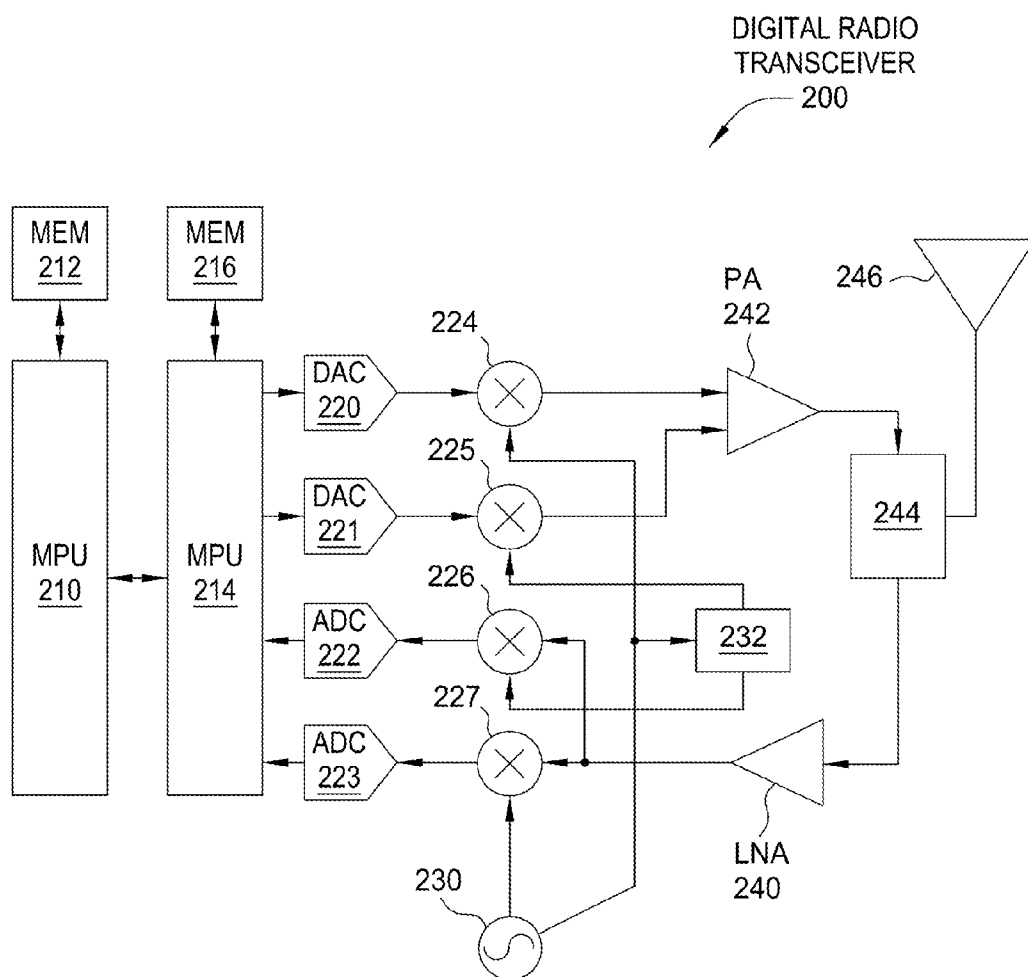 DIGITAL RADIO
TRANSCEIVER
200
MEM
212
MEM
216
246
PA
242
224
DAC
220
225
DAC
221
244
MPU
210
MPU
214
226
ADC
222
232
227
ADC
223
LNA
240
230